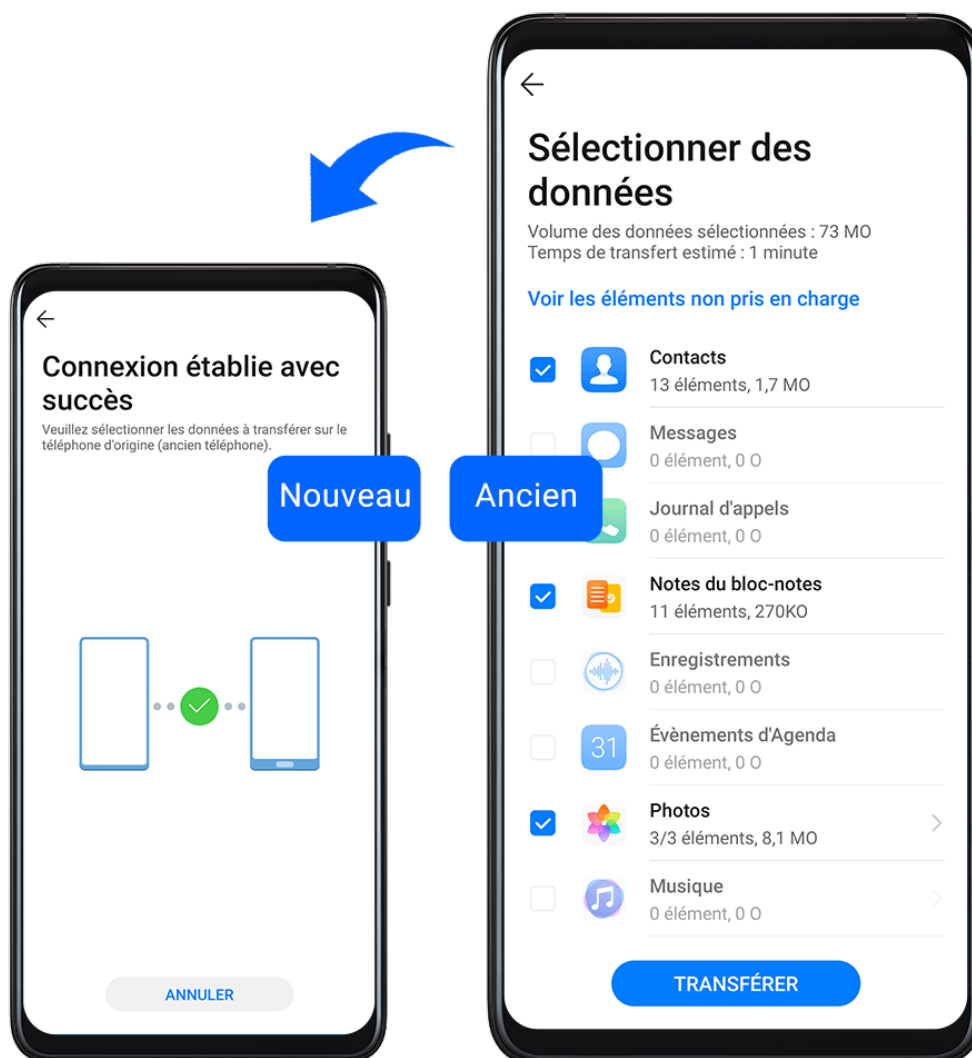 Connexion établie avec
succès
Veuillez sélectionner les données à transférer sur le
téléphone d'origine (ancien téléphone).
Nouveau
ANNULER
Sélectionner des
données
Volume des données sélectionnées : 73 MO
Temps de transfert estimé : 1 minute
Voir les éléments non pris en charge
Contacts
13 éléments, 1,7 MO
Messages
0 élément, 0 O
Ancien
Journal d'appels
0 élément, 0 O
Notes du bloc-notes
11 éléments, 270KO
Enregistrements
0 élément, 0 O
31
Évènements d'Agenda
0 élément, 0 O
Photos
3/3 éléments, 8,1 MO
Musique
0 élément, 0 O
TRANSFÉRER